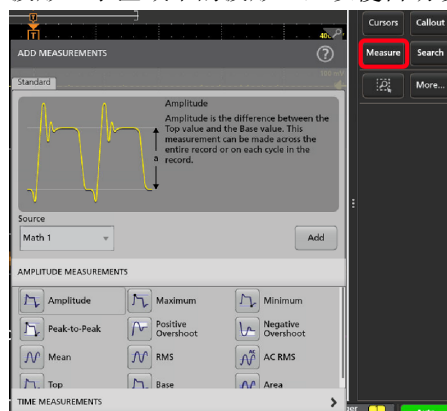 Cursors Callout
ADD MEASUREMENTS
Measure Search
Standard
More...
Amplitude
Amplitude is the difference between the
Top value and the Base value. This
measurement can be made across the
entire record or on each cycle in the
record.
a
Source
Math 1
Add
AMPLITUDE MEASUREMENTS
Amplitude Maximum Minimum
Peak-to-Peak Positive Overshoot Negative Overshoot
Mean RMS AC RMS
Top Base Area
TIME MEASUREMENTS